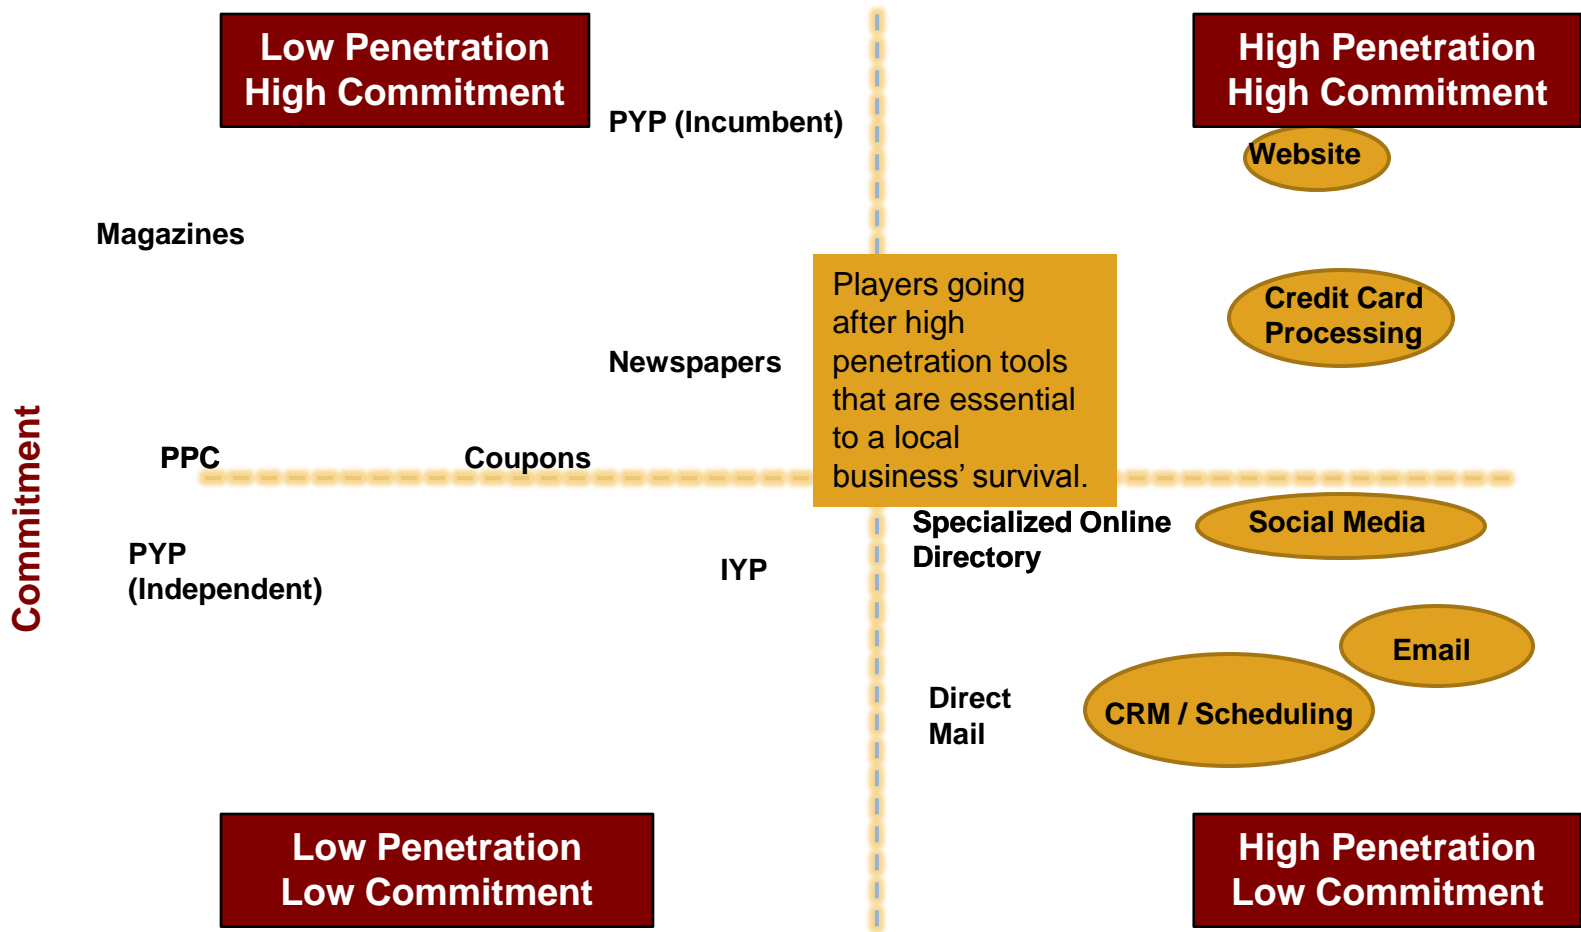 Low Penetration
High Commitment
High Penetration
High Commitment
PYP (Incumbent)
Website
Magazines
Players going
after high
penetration tools
that are essential
to a local
business’ survival.
Credit Card
Processing
Newspapers
Commitment
PPC
Coupons
Specialized Online
Directory
Social Media
PYP
(Independent)
IYP
Email
Direct
Mail
CRM / Scheduling
Low Penetration
Low Commitment
High Penetration
Low Commitment